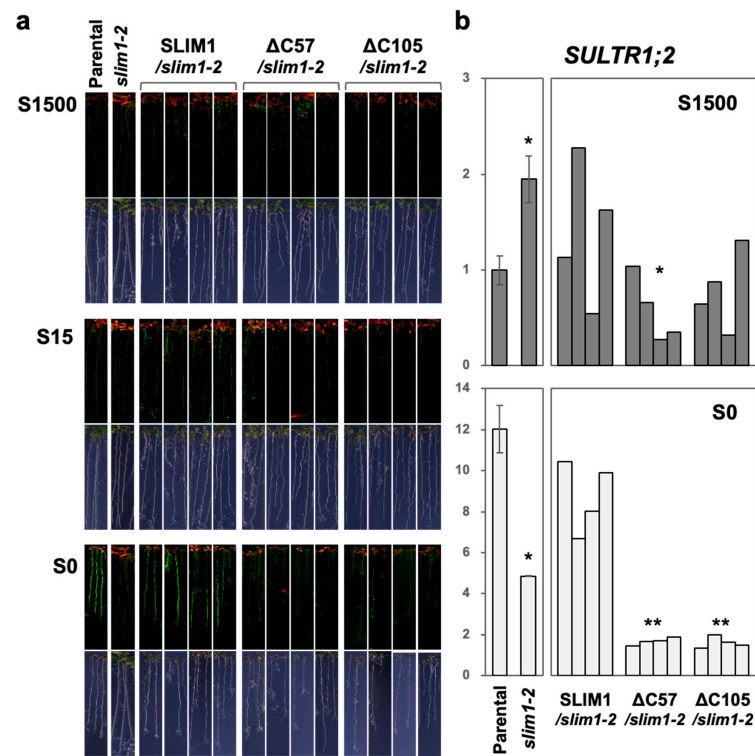 a
Parental
slim1-2
SLIM1
/slim1-2
ΔC57
/slim1-2
ΔC105
/slim1-2
S1500
S15
S0
b
SULTR1;2
S1500
3
2
1
0
*
*
S0
14
12
10
8
6
4
2
0
*
**
**
Parental
slim1-2
SLIM1
/slim1-2
ΔC57
/slim1-2
ΔC105
/slim1-2